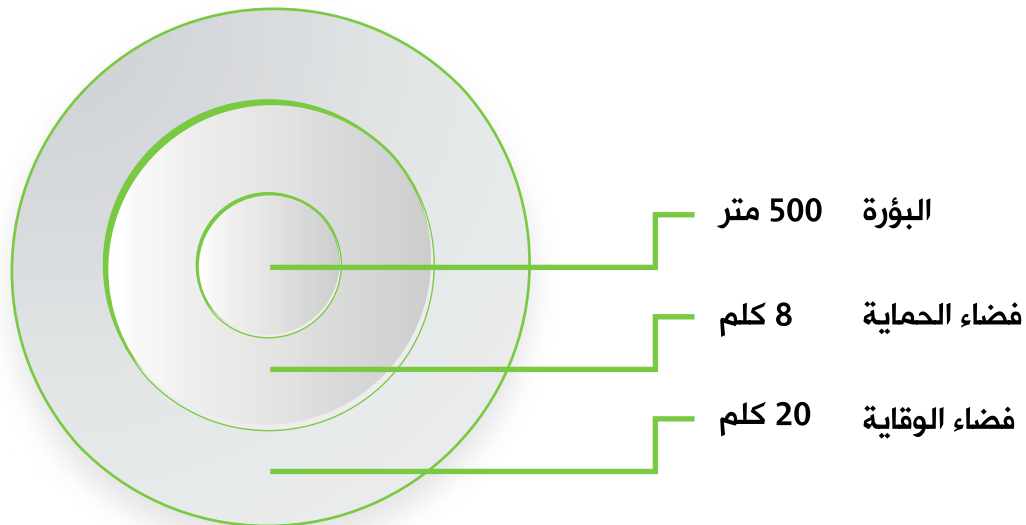 البؤرة 500 متر
فضاء الحماية 8 كلم
فضاء الوقاية 20 كلم